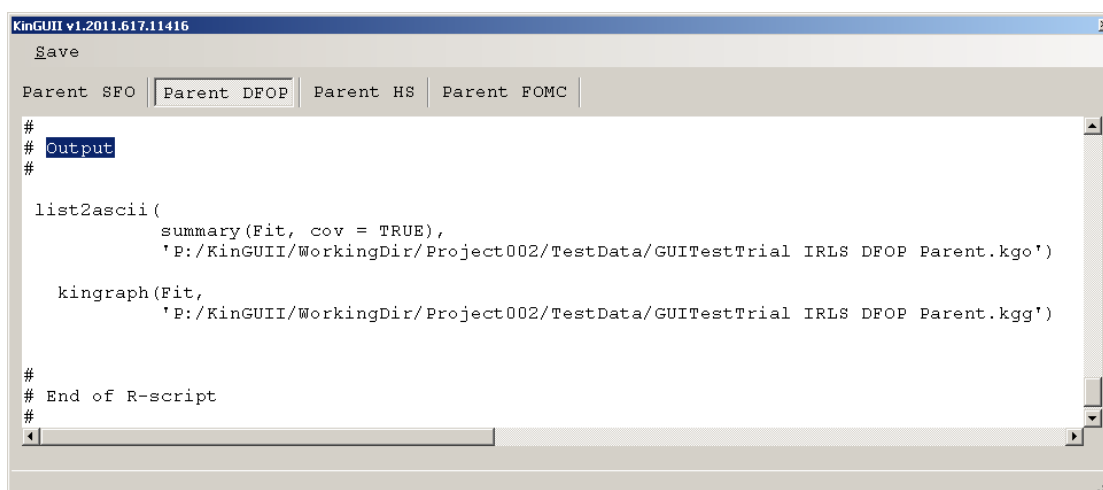 KinGUII v1.2011.617.11416
Save
Parent SFO Parent DFOP Parent HS Parent FOMC
#
# Output
#
list2ascii(
summary(Fit, cov = TRUE),
'P:/KinGUII/WorkingDir/Project002/TestData/GUITestTrial IRLS DFOP Parent.kgo')
kingraph(Fit,
'P:/KinGUII/WorkingDir/Project002/TestData/GUITestTrial IRLS DFOP Parent.kgg')
#
# End of R-script
#